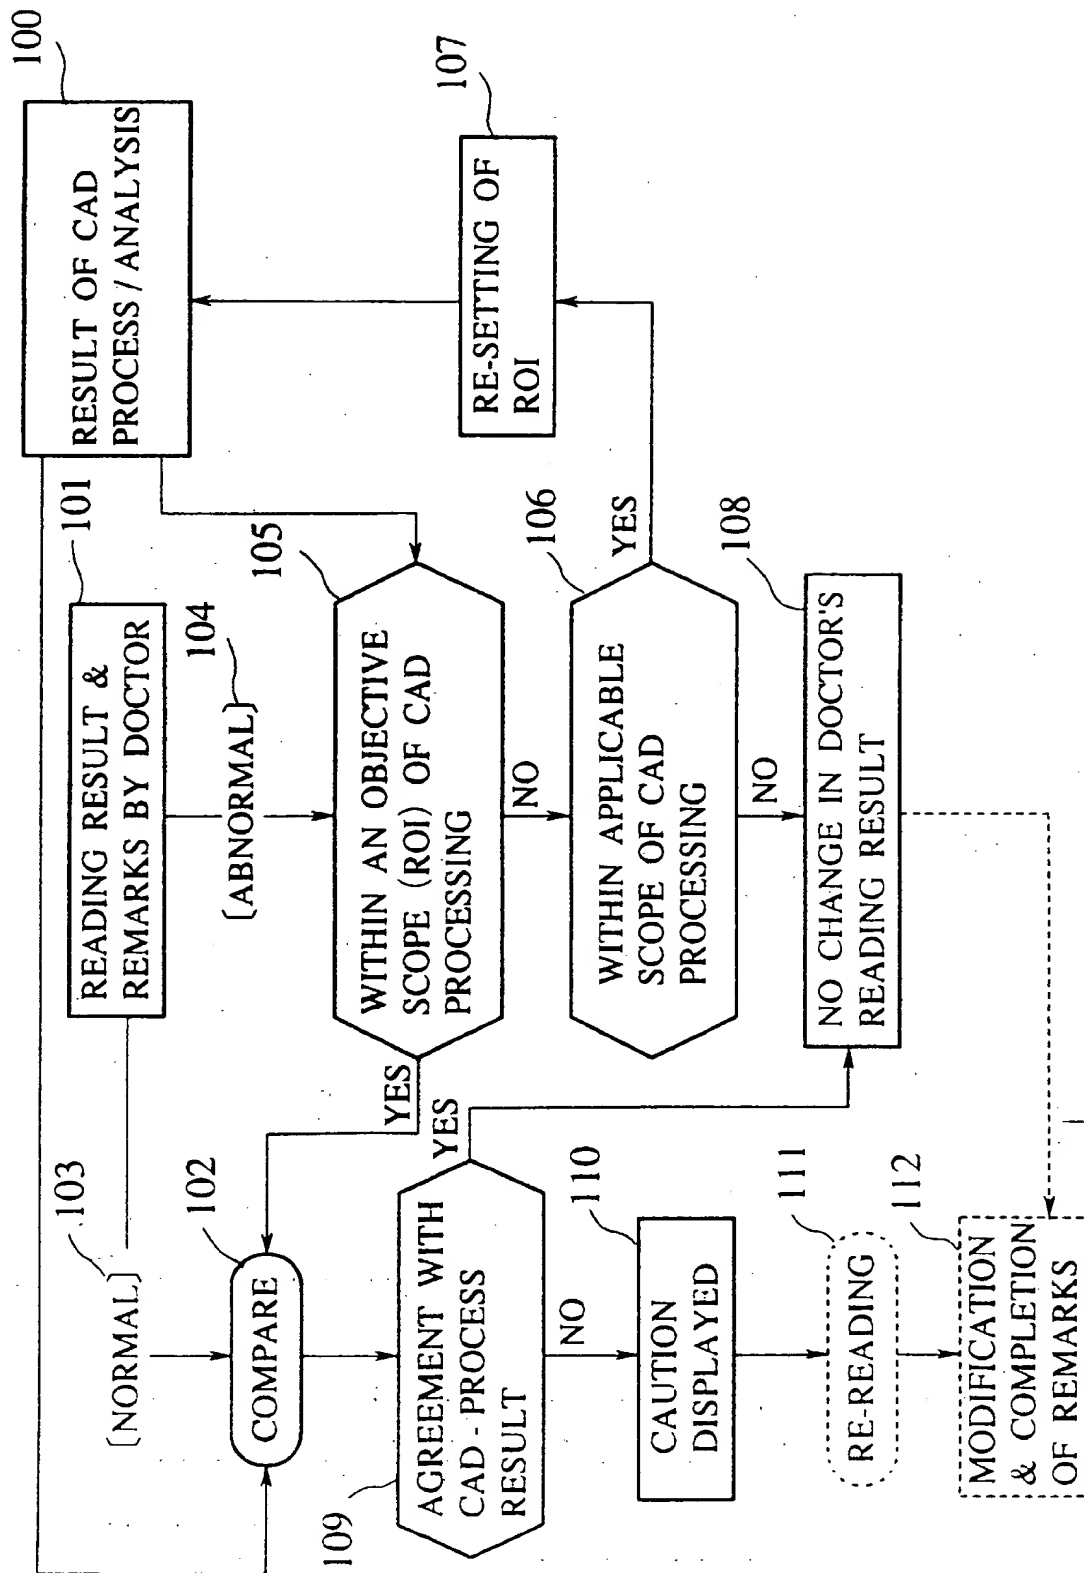 100
RESULT OF CAD
PROCESS / ANALYSIS
101
READING RESULT &
REMARKS BY DOCTOR
103
[NORMAL]
104
[ABNORMAL]
102
COMPARE
105
WITHIN AN OBJECTIVE
SCOPE (ROI) OF CAD
PROCESSING
YES
NO
107
RE-SETTING OF
ROI
109
AGREEMENT WITH
CAD - PROCESS
RESULT
YES
NO
106
WITHIN APPLICABLE
SCOPE OF CAD
PROCESSING
YES
NO
110
CAUTION
DISPLAYED
108
NO CHANGE IN DOCTOR'S
READING RESULT
111
RE-READING
112
MODIFICATION
& COMPLETION
OF REMARKS